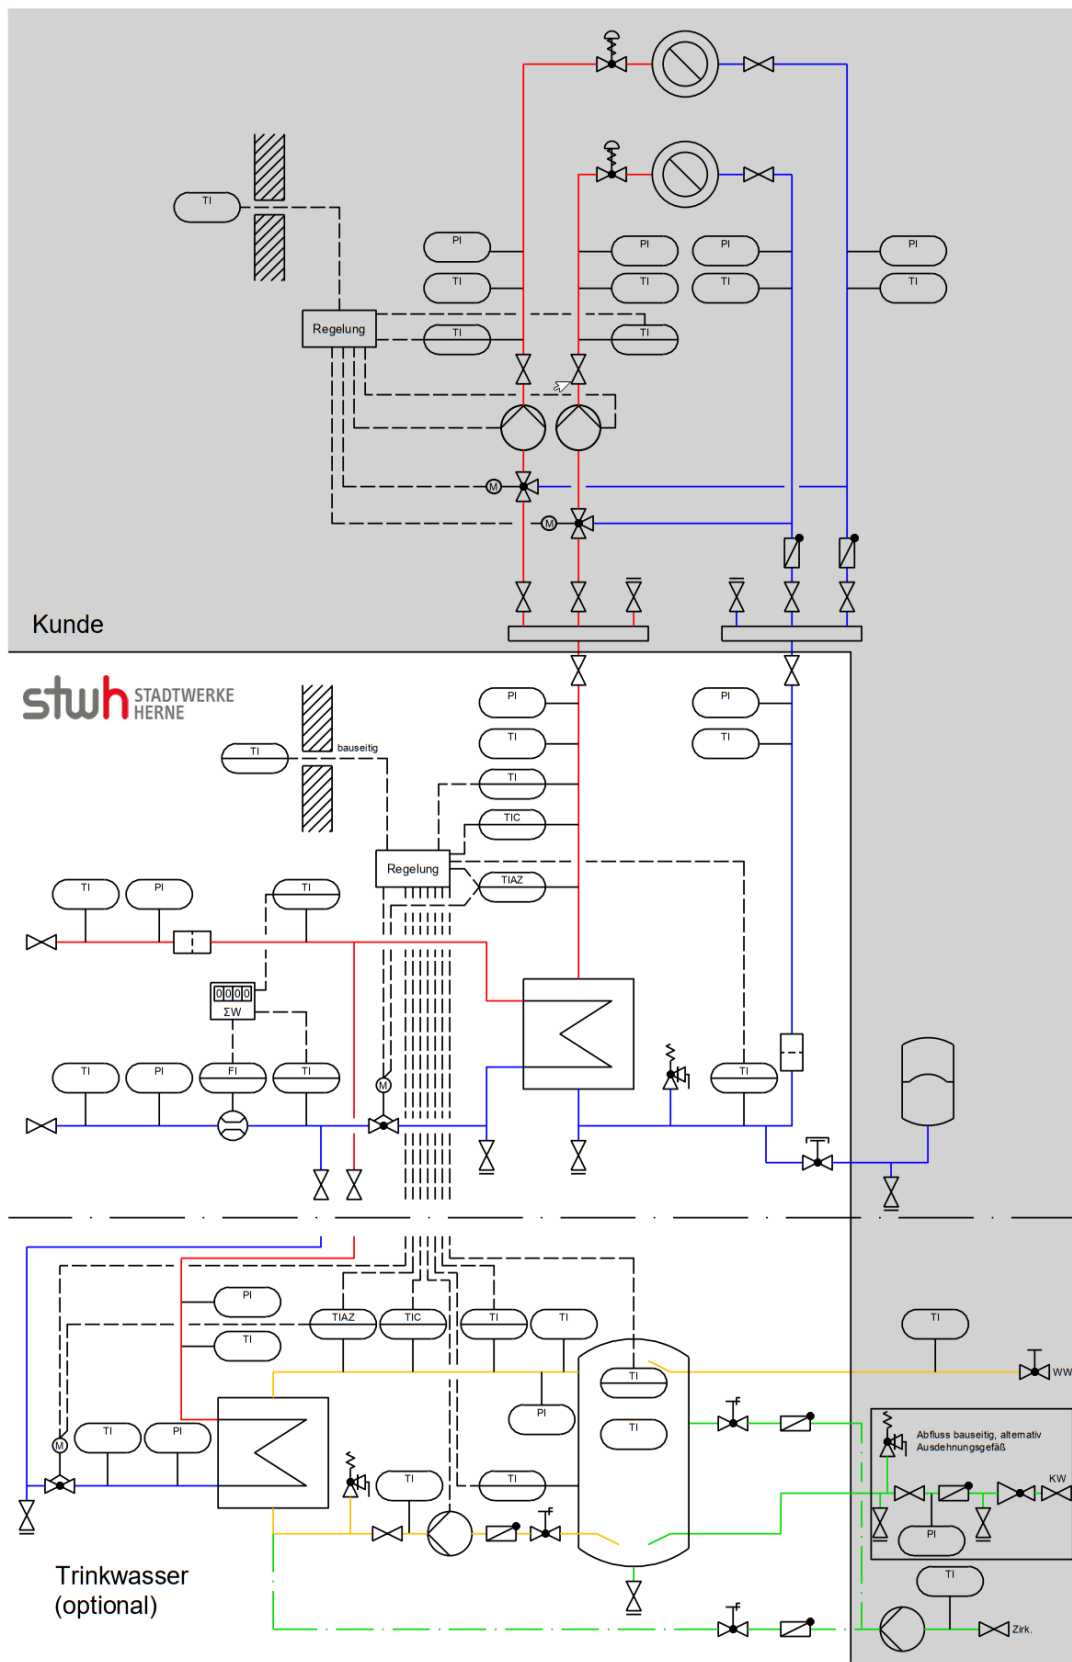 TI
PI
PI
PI
PI
TI
TI
TI
TI
Regelung
TI
TI
M
M
Kunde
stwh STADTWERKE
HERNE
PI
PI
TI
bauseitig
TI
TI
TI
TIC
Regelung
TIAZ
TI
PI
TI
0000
ΣW
TI
PI
FI
TI
TI
M
PI
TIAZ
TIC
TI
TI
TI
TI
WW
TI
PI
TI
PI
TI
Abfluss bauseitig, alternativ
Ausdehnungsgefäß
M
TI
TI
KW
PI
Trinkwasser
(optional)
TI
Zirk.